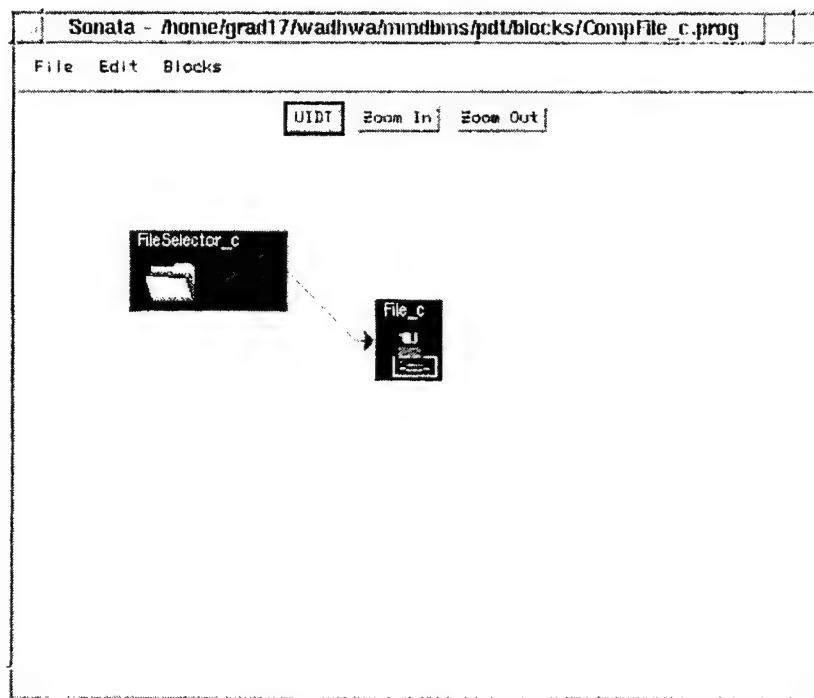 Sonata - /home/grad17/wadhwa/mmdbms/pdt/blocks/CompFile_c.prog
File Edit Blocks
UIDT Zoom In Zoom Out
FileSelector_c
File_c